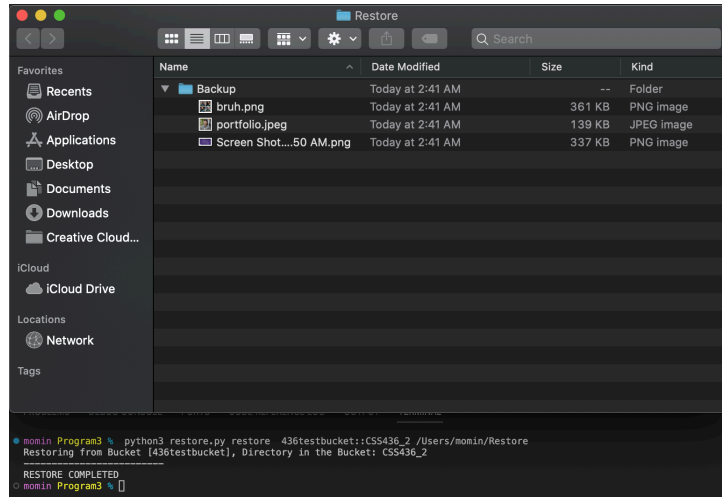 Restore
Search
Favorites
Recents
AirDrop
Applications
Desktop
Documents
Downloads
Creative Cloud...
iCloud
iCloud Drive
Locations
Network
Tags
Name Date Modified Size Kind
Backup Today at 2:41 AM -- Folder
bruh.png Today at 2:41 AM 361 KB PNG image
portfolio.jpeg Today at 2:41 AM 139 KB JPEG image
Screen Shot....50 AM.png Today at 2:41 AM 337 KB PNG image
TERMINAL
momin Program3 % python3 restore.py restore 436testbucket::CSS436_2 /Users/momin/Restore
Restoring from Bucket [436testbucket], Directory in the Bucket: CSS436_2
-------------------------
RESTORE COMPLETED
momin Program3 %